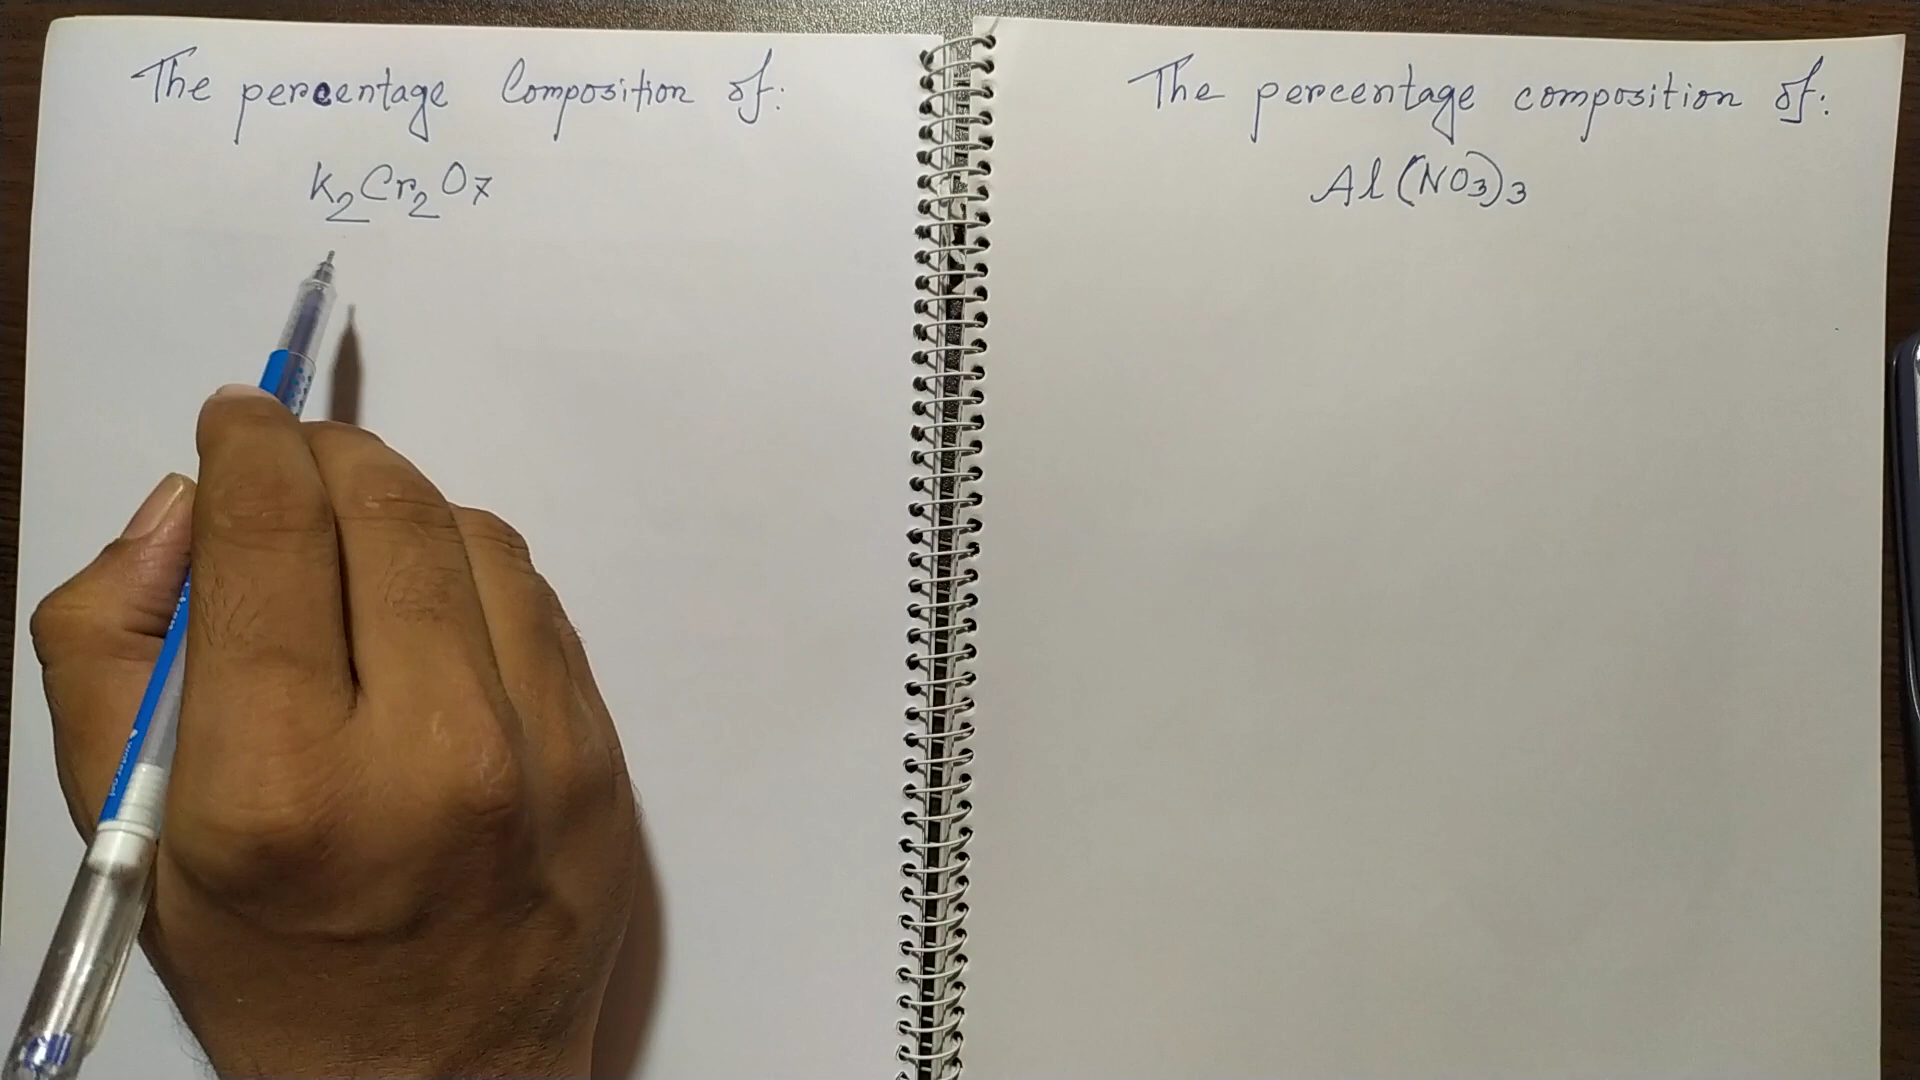 The percentage Composition of:
K2Cr2O7
The percentage composition of:
Al(NO3)3